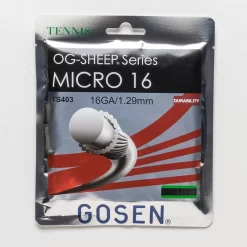 TENNIS
OG-SHEEP Series
MICRO 16
TS403
16GA/1.29mm
DURABILITY
GOSEN®